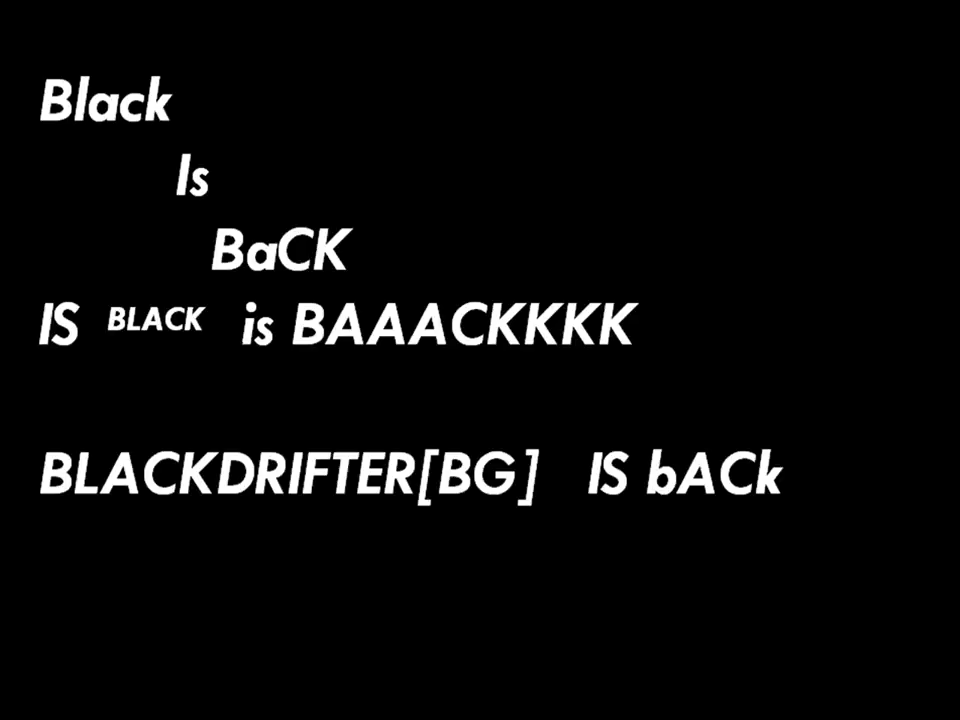 Black
Is
BaCK
IS BLACK is BAAACKKKK
BLACKDRIFTER[BG] IS bACk